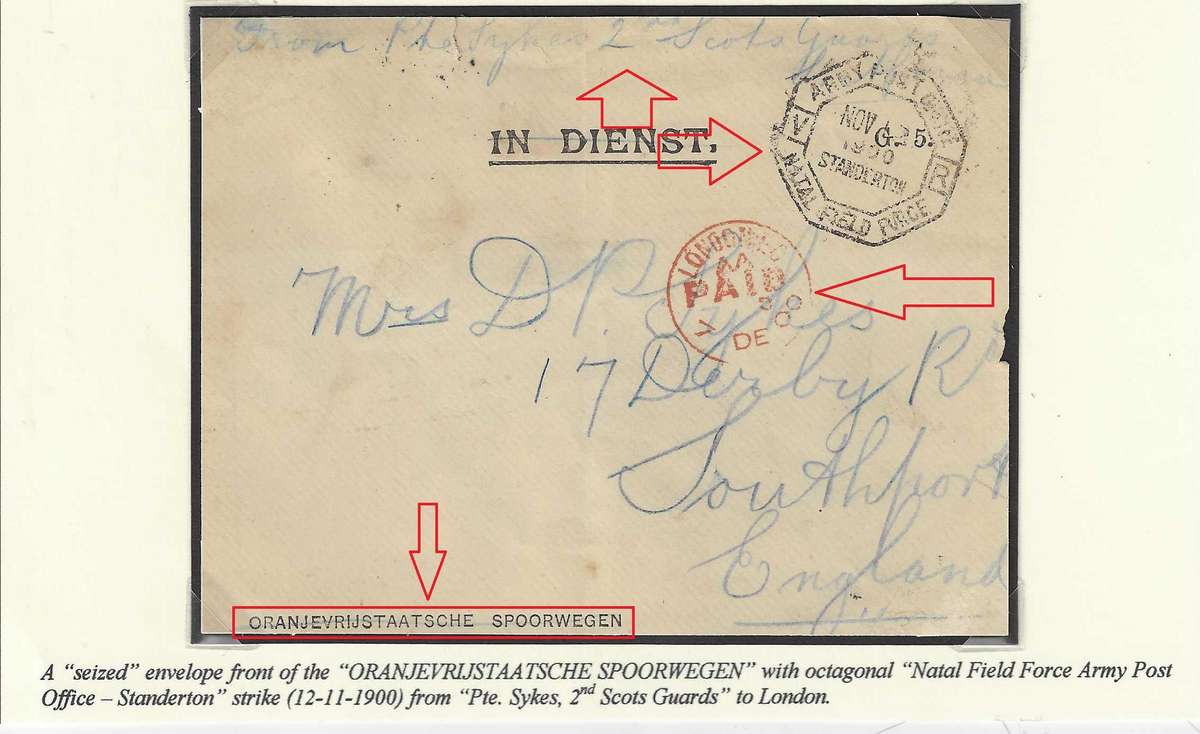 From Pte Sykes 2nd Scots Guards
IN DIENST.
G. 5.
ARMY POST OFFICE
NOV 12
1900
STANDERTON
V R
NATAL FIELD FORCE
LONDON
PAID
DE
Mrs D P Sykes
17 Derby Rd
Southport
England
ORANJEVRIJSTAATSCHE SPOORWEGEN
A “seized” envelope front of the “ORANJEVRIJSTAATSCHE SPOORWEGEN” with octagonal “Natal Field Force Army Post
Office – Standerton” strike (12-11-1900) from “Pte. Sykes, 2nd Scots Guards” to London.